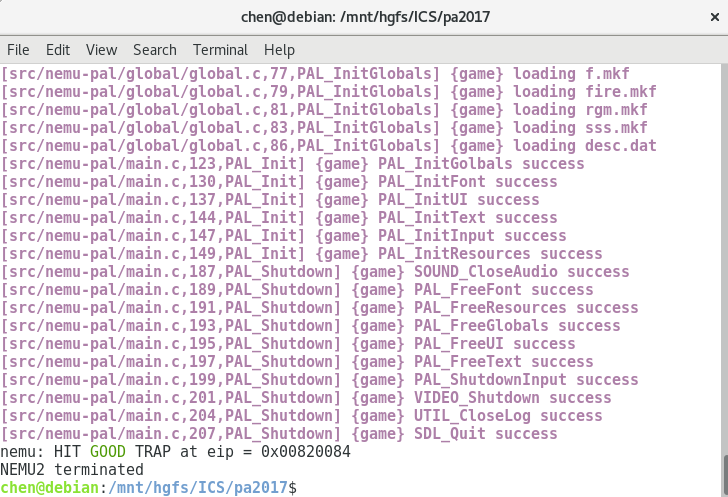 chen@debian: /mnt/hgfs/ICS/pa2017
File Edit View Search Terminal Help
[src/nemu-pal/global/global.c,77,PAL_InitGlobals] {game} loading f.mkf
[src/nemu-pal/global/global.c,79,PAL_InitGlobals] {game} loading fire.mkf
[src/nemu-pal/global/global.c,81,PAL_InitGlobals] {game} loading rgm.mkf
[src/nemu-pal/global/global.c,83,PAL_InitGlobals] {game} loading sss.mkf
[src/nemu-pal/global/global.c,86,PAL_InitGlobals] {game} loading desc.dat
[src/nemu-pal/main.c,123,PAL_Init] {game} PAL_InitGolbals success
[src/nemu-pal/main.c,130,PAL_Init] {game} PAL_InitFont success
[src/nemu-pal/main.c,137,PAL_Init] {game} PAL_InitUI success
[src/nemu-pal/main.c,144,PAL_Init] {game} PAL_InitText success
[src/nemu-pal/main.c,147,PAL_Init] {game} PAL_InitInput success
[src/nemu-pal/main.c,149,PAL_Init] {game} PAL_InitResources success
[src/nemu-pal/main.c,187,PAL_Shutdown] {game} SOUND_CloseAudio success
[src/nemu-pal/main.c,189,PAL_Shutdown] {game} PAL_FreeFont success
[src/nemu-pal/main.c,191,PAL_Shutdown] {game} PAL_FreeResources success
[src/nemu-pal/main.c,193,PAL_Shutdown] {game} PAL_FreeGlobals success
[src/nemu-pal/main.c,195,PAL_Shutdown] {game} PAL_FreeUI success
[src/nemu-pal/main.c,197,PAL_Shutdown] {game} PAL_FreeText success
[src/nemu-pal/main.c,199,PAL_Shutdown] {game} PAL_ShutdownInput success
[src/nemu-pal/main.c,201,PAL_Shutdown] {game} VIDEO_Shutdown success
[src/nemu-pal/main.c,204,PAL_Shutdown] {game} UTIL_CloseLog success
[src/nemu-pal/main.c,207,PAL_Shutdown] {game} SDL_Quit success
nemu: HIT GOOD TRAP at eip = 0x00820084
NEMU2 terminated
chen@debian:/mnt/hgfs/ICS/pa2017$